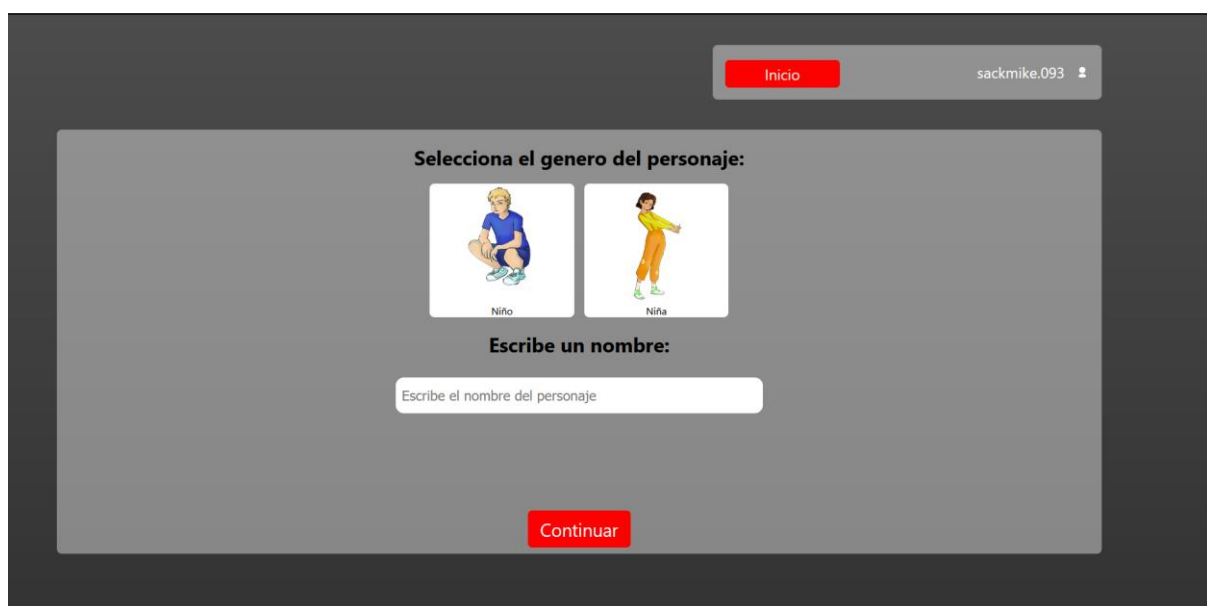 Inicio
sackmike.093
Selecciona el genero del personaje:
Niño
Niña
Escribe un nombre:
Escribe el nombre del personaje
Continuar